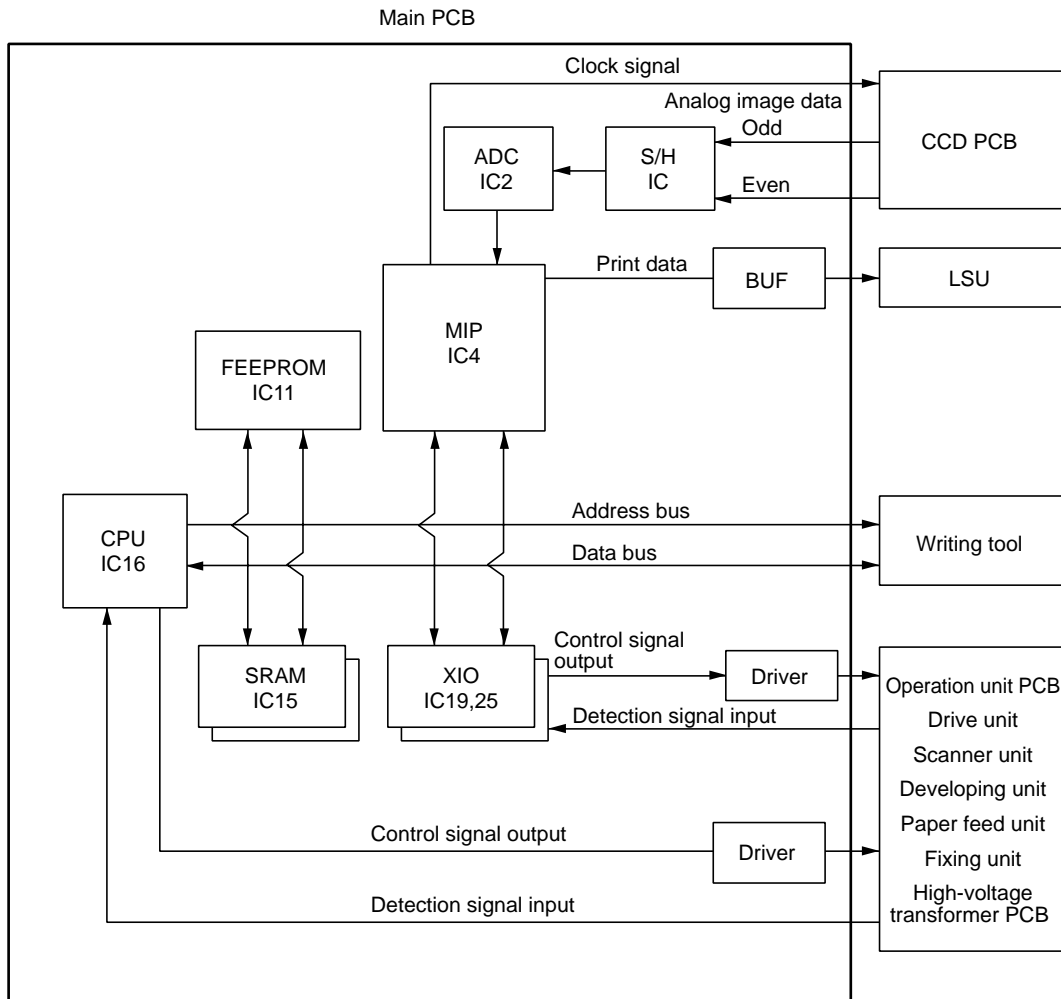 Main PCB
Clock signal
Analog image data
Odd
Even
CCD PCB
ADC
IC2
S/H
IC
Print data
BUF
LSU
MIP
IC4
FEEPROM
IC11
CPU
IC16
Address bus
Data bus
Writing tool
SRAM
IC15
XIO
IC19,25
Control signal
output
Driver
Detection signal input
Operation unit PCB
Drive unit
Scanner unit
Developing unit
Paper feed unit
Fixing unit
High-voltage
transformer PCB
Control signal output
Driver
Detection signal input